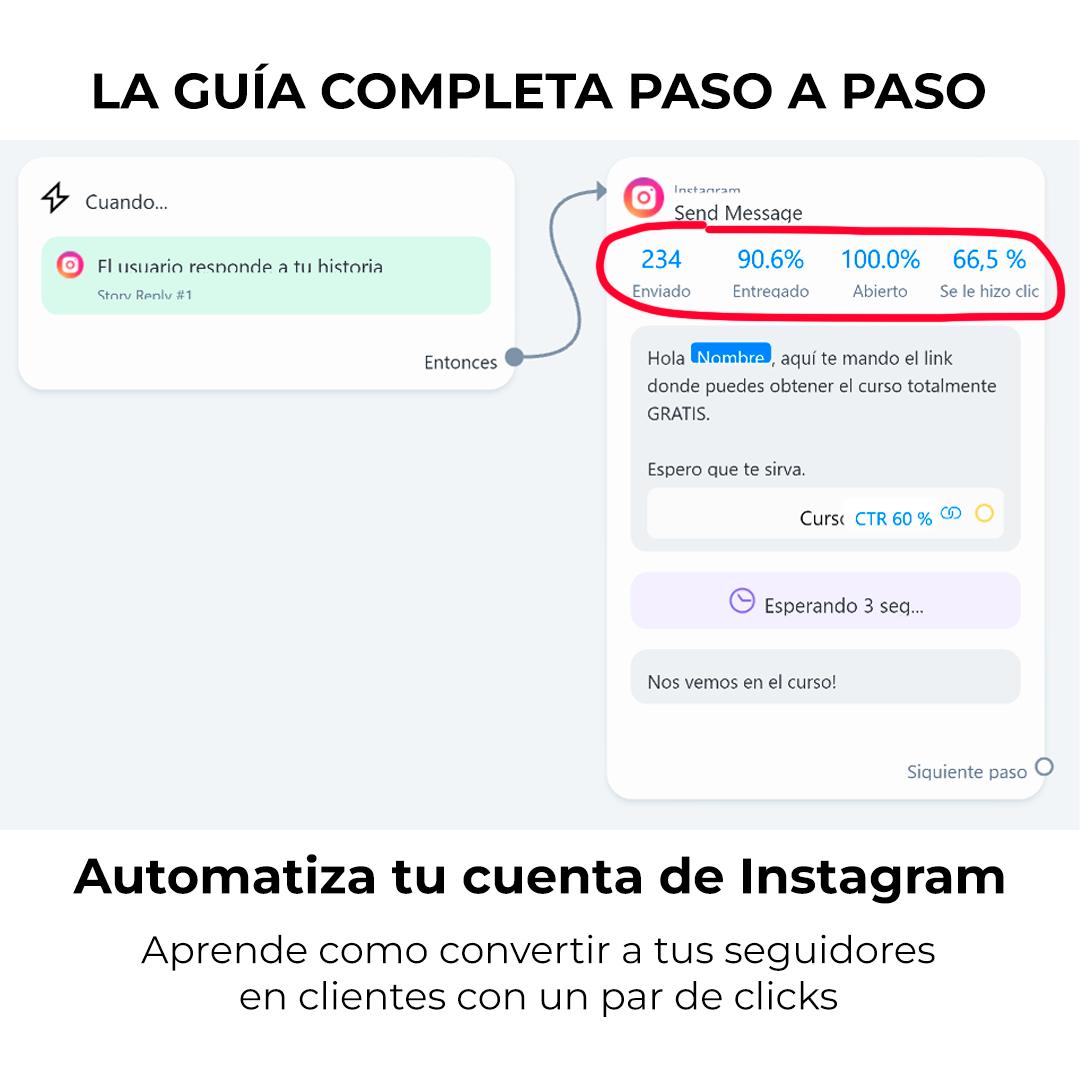 LA GUÍA COMPLETA PASO A PASO
Cuando...
El usuario responde a tu historia
Story Reply #1
Entonces
Instagram
Send Message
234 90.6% 100.0% 66,5 %
Enviado Entregado Abierto Se le hizo clic
Hola Nombre, aquí te mando el link
donde puedes obtener el curso totalmente
GRATIS.
Espero que te sirva.
Curso CTR 60 %
Esperando 3 seg...
Nos vemos en el curso!
Siguiente paso
Automatiza tu cuenta de Instagram
Aprende como convertir a tus seguidores
en clientes con un par de clicks